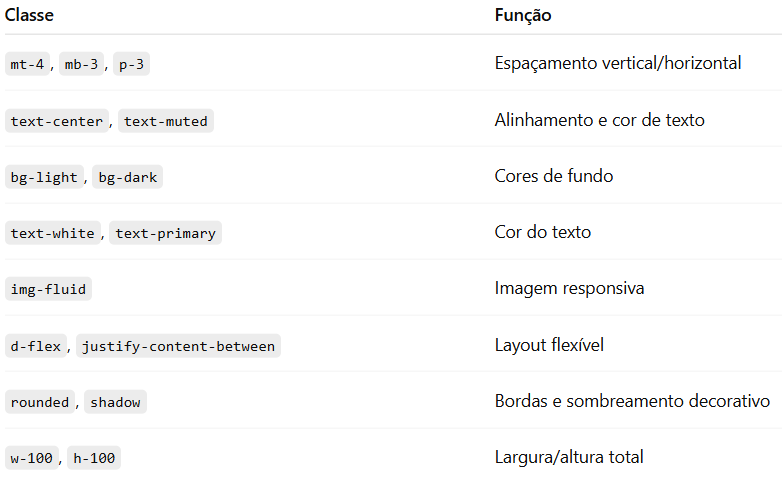 Classe Função
mt-4, mb-3, p-3 Espaçamento vertical/horizontal
text-center, text-muted Alinhamento e cor de texto
bg-light, bg-dark Cores de fundo
text-white, text-primary Cor do texto
img-fluid Imagem responsiva
d-flex, justify-content-between Layout flexível
rounded, shadow Bordas e sombreamento decorativo
w-100, h-100 Largura/altura total